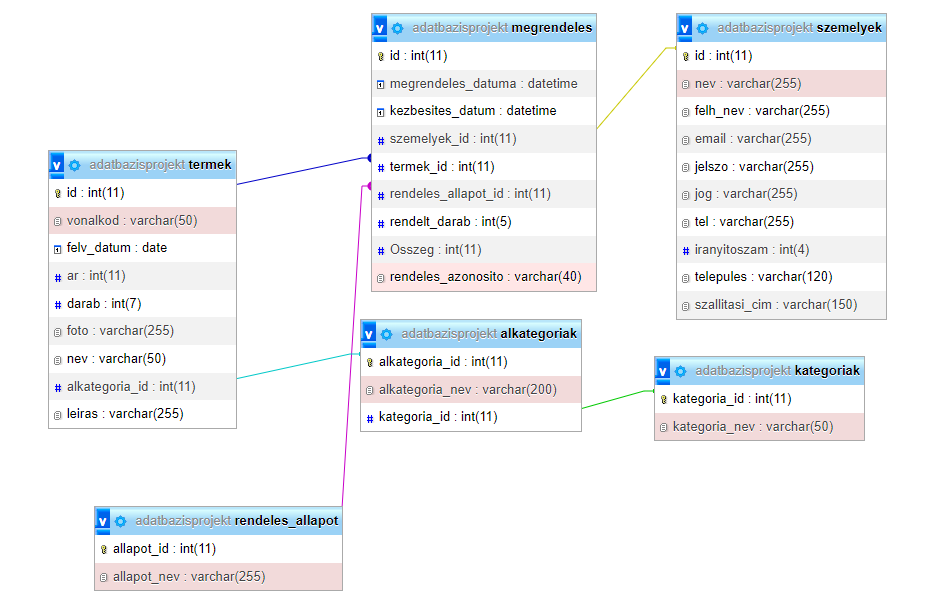 v adatbazisprojekt megrendeles
id : int(11)
megrendeles_datuma : datetime
kezbesites_datum : datetime
szemelyek_id : int(11)
termek_id : int(11)
rendeles_allapot_id : int(11)
rendelt_darab : int(5)
Osszeg : int(11)
rendeles_azonosito : varchar(40)
v adatbazisprojekt szemelyek
id : int(11)
nev : varchar(255)
felh_nev : varchar(255)
email : varchar(255)
jelszo : varchar(255)
jog : varchar(255)
tel : varchar(255)
iranyitoszam : int(4)
telepules : varchar(120)
szallitasi_cim : varchar(150)
v adatbazisprojekt termek
id : int(11)
vonalkod : varchar(50)
felv_datum : date
ar : int(11)
darab : int(7)
foto : varchar(255)
nev : varchar(50)
alkategoria_id : int(11)
leiras : varchar(255)
v adatbazisprojekt alkategoriak
alkategoria_id : int(11)
alkategoria_nev : varchar(200)
kategoria_id : int(11)
v adatbazisprojekt kategoriak
kategoria_id : int(11)
kategoria_nev : varchar(50)
v adatbazisprojekt rendeles_allapot
allapot_id : int(11)
allapot_nev : varchar(255)